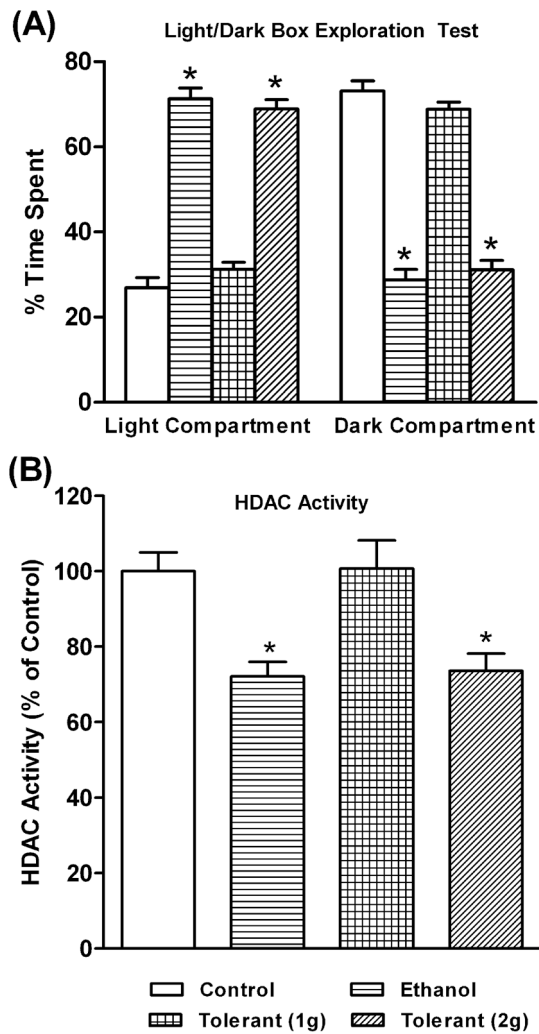 (A)
Light/Dark Box Exploration Test
% Time Spent
80
60
40
20
0
* * * *
Light Compartment Dark Compartment
(B)
HDAC Activity
HDAC Activity (% of Control)
120
100
80
60
40
20
0
* *
Control Ethanol
Tolerant (1g) Tolerant (2g)